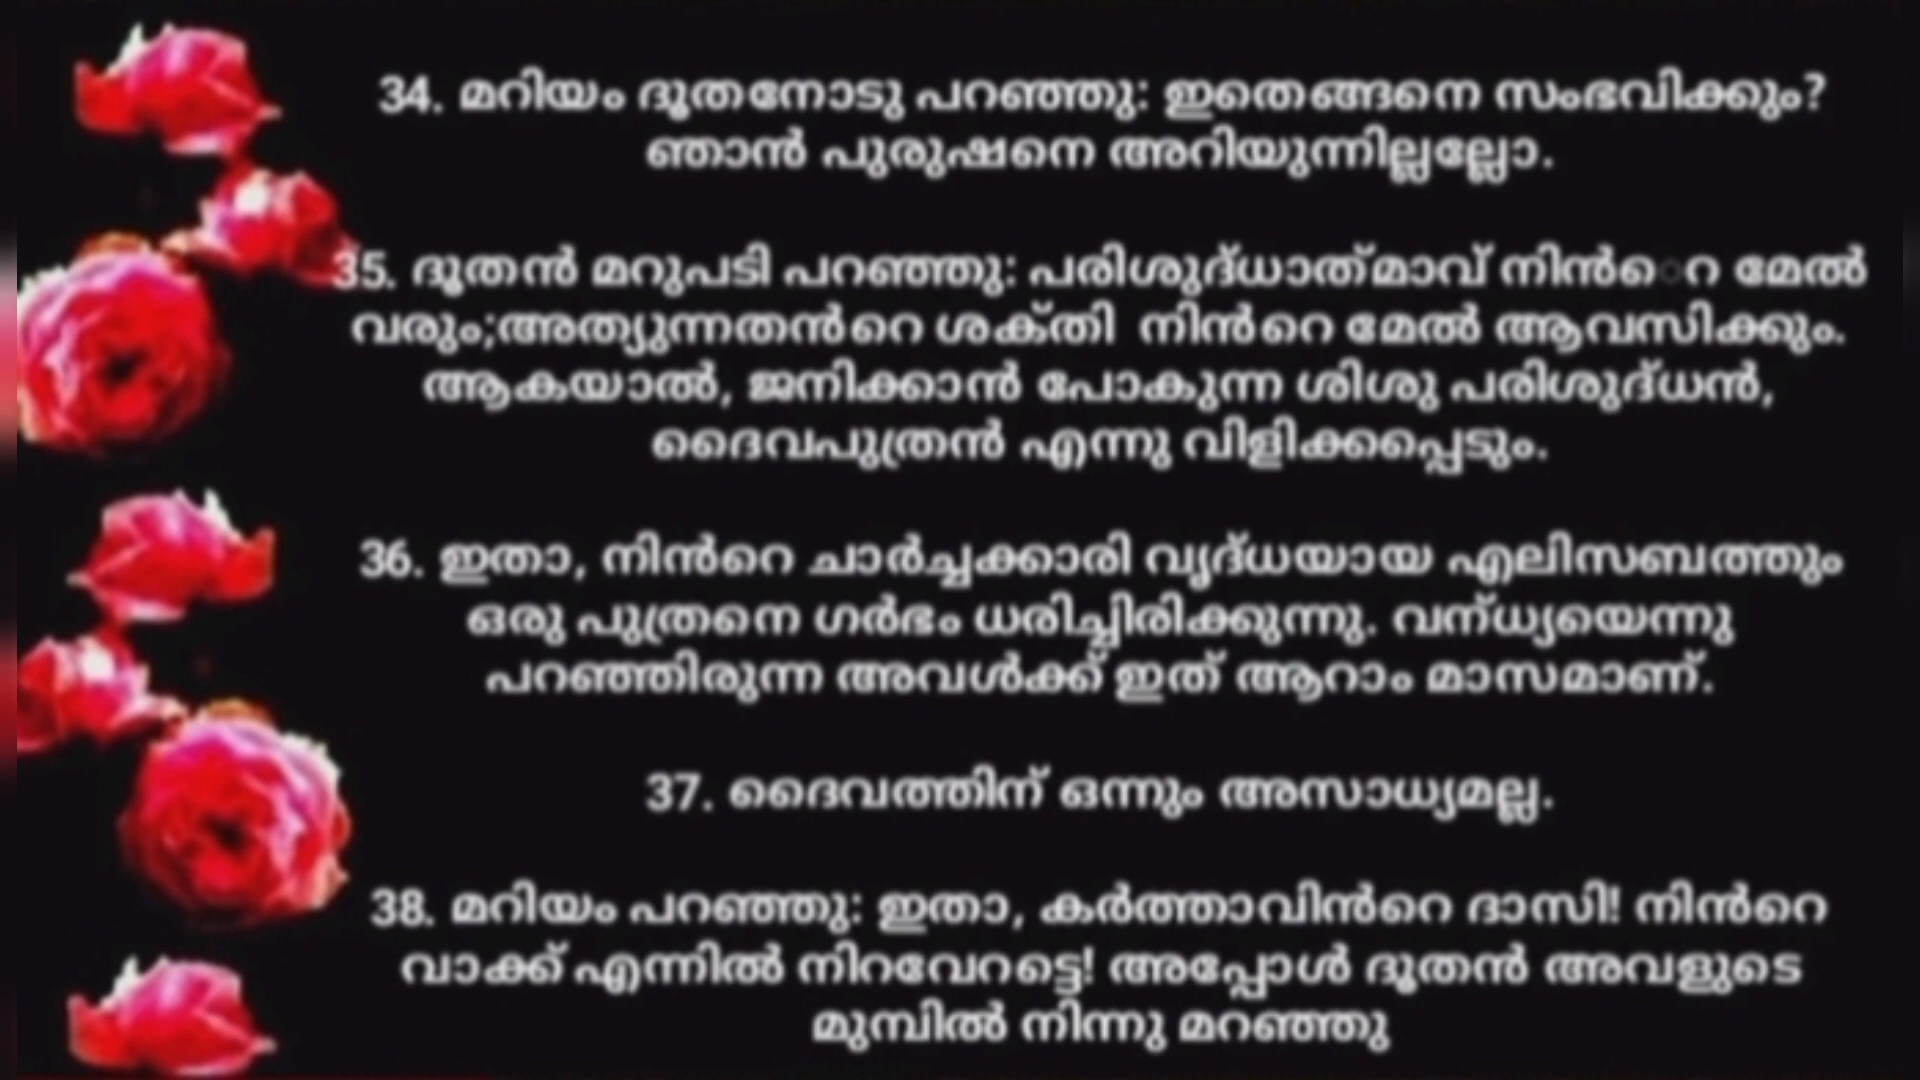 34. മറിയം ദൂതനോടു പറഞ്ഞു: ഇതെങ്ങനെ സംഭവിക്കും?
ഞാൻ പുരുഷനെ അറിയുന്നില്ലല്ലോ.
35. ദൂതൻ മറുപടി പറഞ്ഞു: പരിശുദ്ധാത്മാവ് നിൻെറ മേൽ
വരും;അത്യുന്നതൻറെ ശക്തി നിൻറെ മേൽ ആവസിക്കും.
ആകയാൽ, ജനിക്കാൻ പോകുന്ന ശിശു പരിശുദ്ധൻ,
ദൈവപുത്രൻ എന്നു വിളിക്കപ്പെടും.
36. ഇതാ, നിൻറെ ചാർച്ചക്കാരി വൃദ്ധയായ എലിസബത്തും
ഒരു പുത്രനെ ഗർഭം ധരിച്ചിരിക്കുന്നു. വന്ധ്യയെന്നു
പറഞ്ഞിരുന്ന അവൾക്ക് ഇത് ആറാം മാസമാണ്.
37. ദൈവത്തിന് ഒന്നും അസാധ്യമല്ല.
38. മറിയം പറഞ്ഞു: ഇതാ, കർത്താവിൻറെ ദാസി! നിൻറെ
വാക്ക് എന്നിൽ നിറവേറട്ടെ! അപ്പോൾ ദൂതൻ അവളുടെ
മുമ്പിൽ നിന്നു മറഞ്ഞു